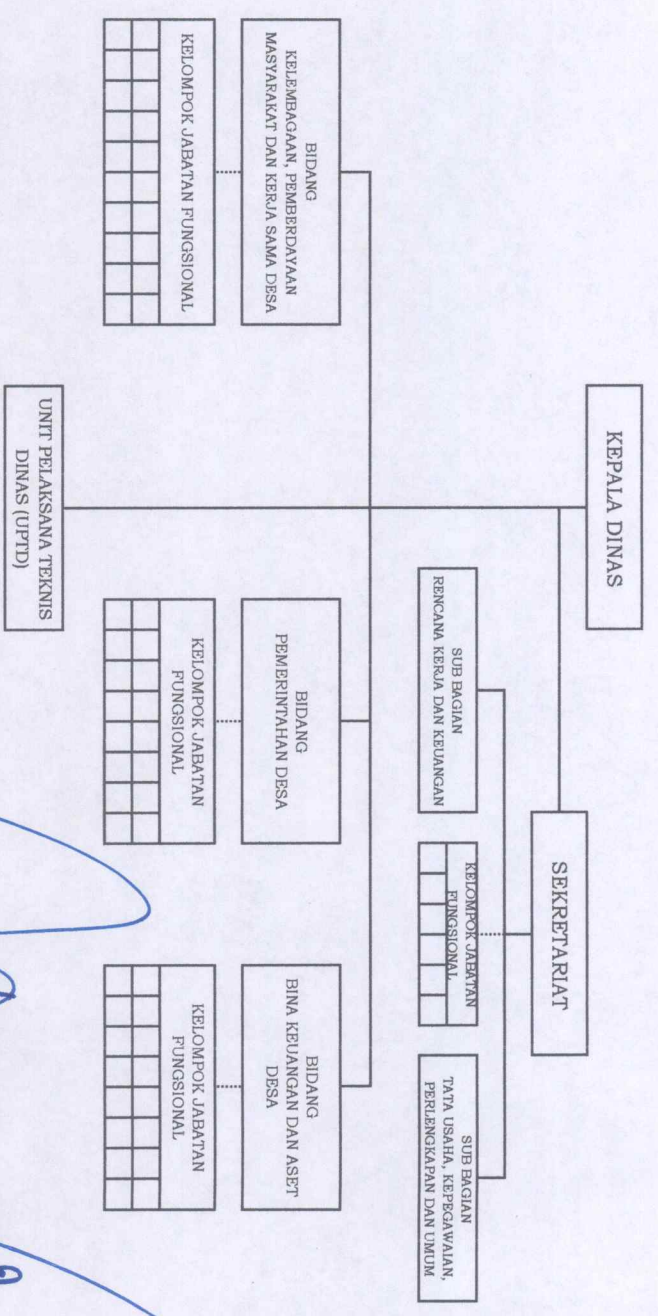 KEPALA DINAS
SEKRETARIAT
SUB BAGIAN
RENCANA KERJA DAN KEUANGAN
KELOMPOK JABATAN
FUNGSIONAL
SUB BAGIAN
TATA USAHA, KEPEGAWAIAN,
PERLENGKAPAN DAN UMUM
BIDANG
KELEMBAGAAN, PEMBERDAYAAN
MASYARAKAT DAN KERJA SAMA DESA
BIDANG
PEMERINTAHAN DESA
BIDANG
BINA KEUANGAN DAN ASET
DESA
KELOMPOK JABATAN FUNGSIONAL
KELOMPOK JABATAN
FUNGSIONAL
KELOMPOK JABATAN
FUNGSIONAL
UNIT PELAKSANA TEKNIS
DINAS (UPTD)